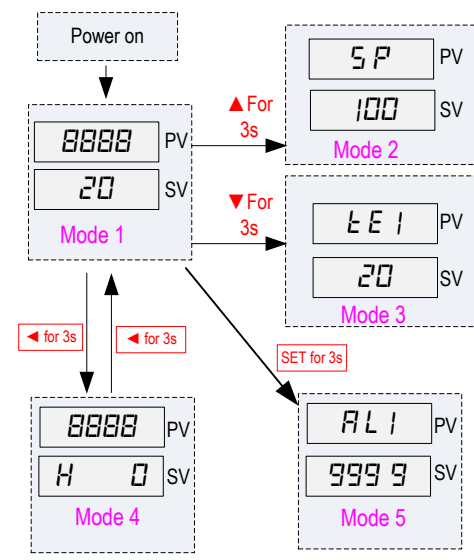 Power on
8888 PV
20 SV
Mode 1
▲For
3s
SP PV
100 SV
Mode 2
▼For
3s
tE1 PV
20 SV
Mode 3
◄ for 3s
◄ for 3s
SET for 3s
8888 PV
H 0 SV
Mode 4
AL1 PV
999 9 SV
Mode 5